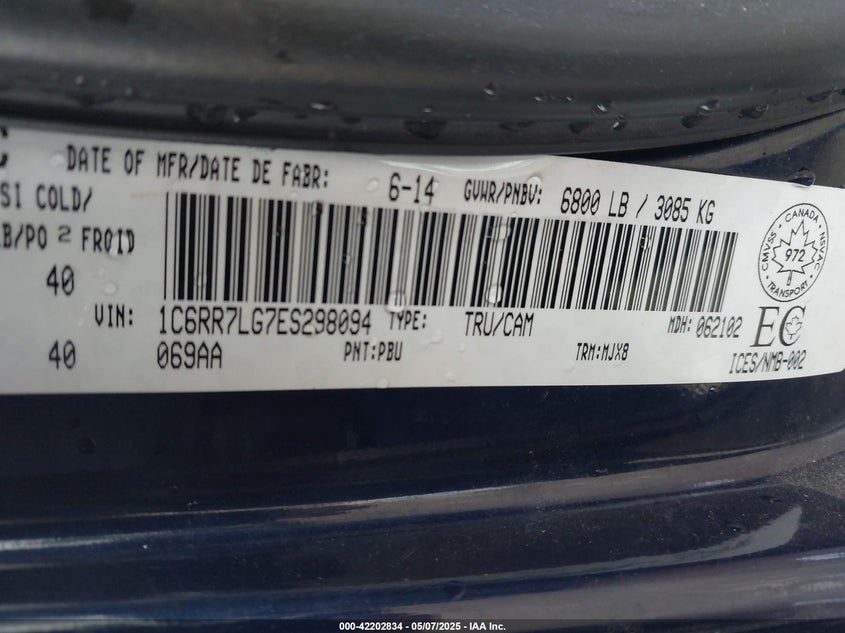 C
DATE OF MFR/DATE DE FABR: 6-14 GVWR/PNBV: 6800 LB / 3085 KG
SI COLD/
B/PO 2 FROID
40
VIN: 1C6RR7LG7ES298094 TYPE: TRU/CAM MDH: 062102
40 069AA PNT:PBU TRM:MJX8
CANADA
CMVSS NSVAC
972
TRANSPORT
EC
ICES/NMB-002
000-42202834 - 05/07/2025 - IAA Inc.